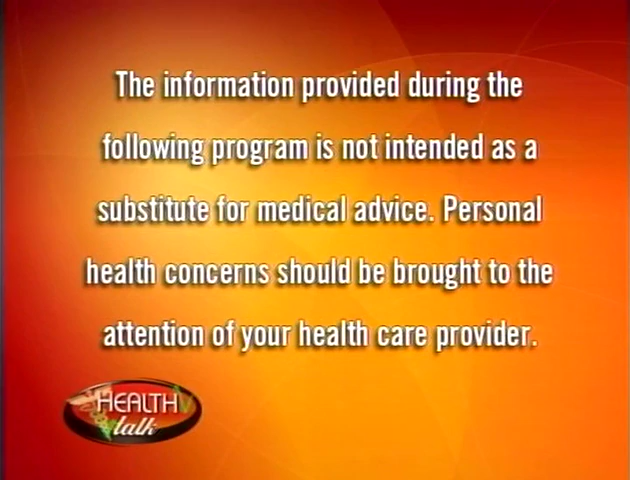 The information provided during the
following program is not intended as a
substitute for medical advice. Personal
health concerns should be brought to the
attention of your health care provider.
HEALTH
talk